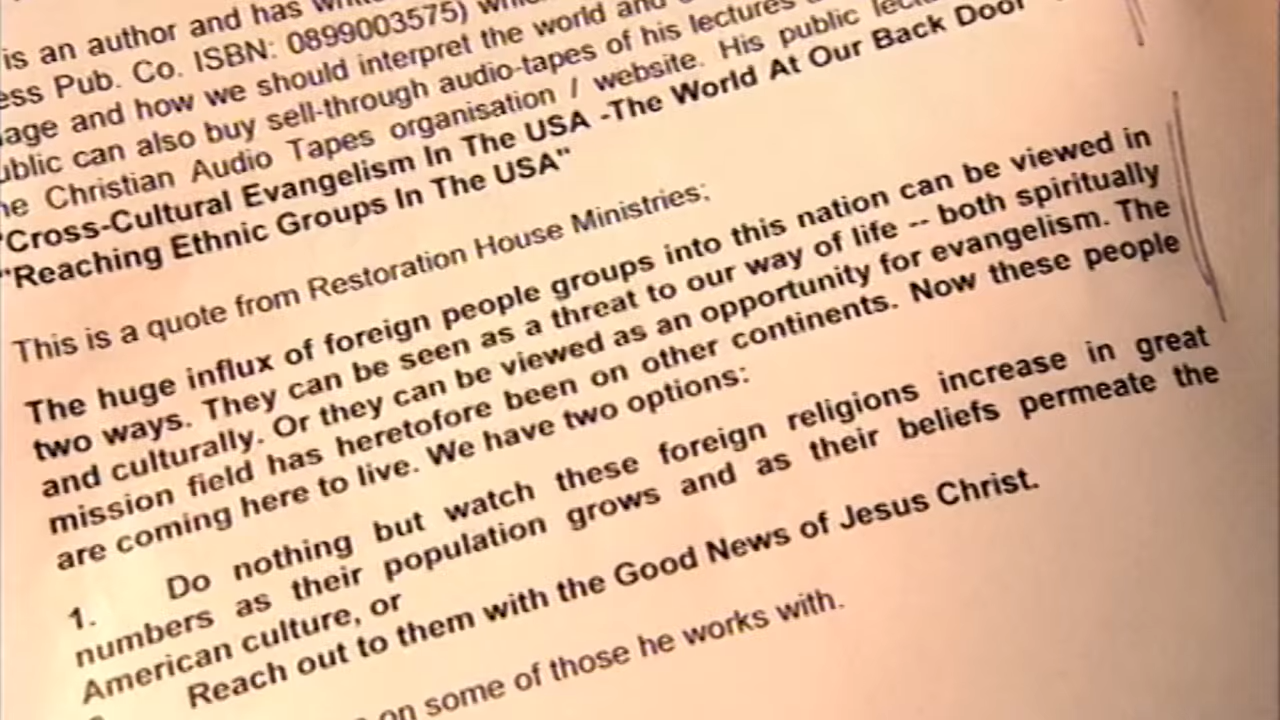 is an author and has
ess Pub. Co. ISBN: 0899003575)
age and how we should interpret the world and
ublic can also buy sell-through audio-tapes of his lectures
he Christian Audio Tapes organisation / website. His public
"Cross-Cultural Evangelism In The USA -The World At Our Back Door
"Reaching Ethnic Groups In The USA"
This is a quote from Restoration House Ministries;
The huge influx of foreign people groups into this nation can be viewed in
two ways. They can be seen as a threat to our way of life -- both spiritually
and culturally. Or they can be viewed as an opportunity for evangelism. The
mission field has heretofore been on other continents. Now these people
are coming here to live. We have two options:
1. Do nothing but watch these foreign religions increase in great
numbers as their population grows and as their beliefs permeate the
American culture, or
Reach out to them with the Good News of Jesus Christ.
on some of those he works with.